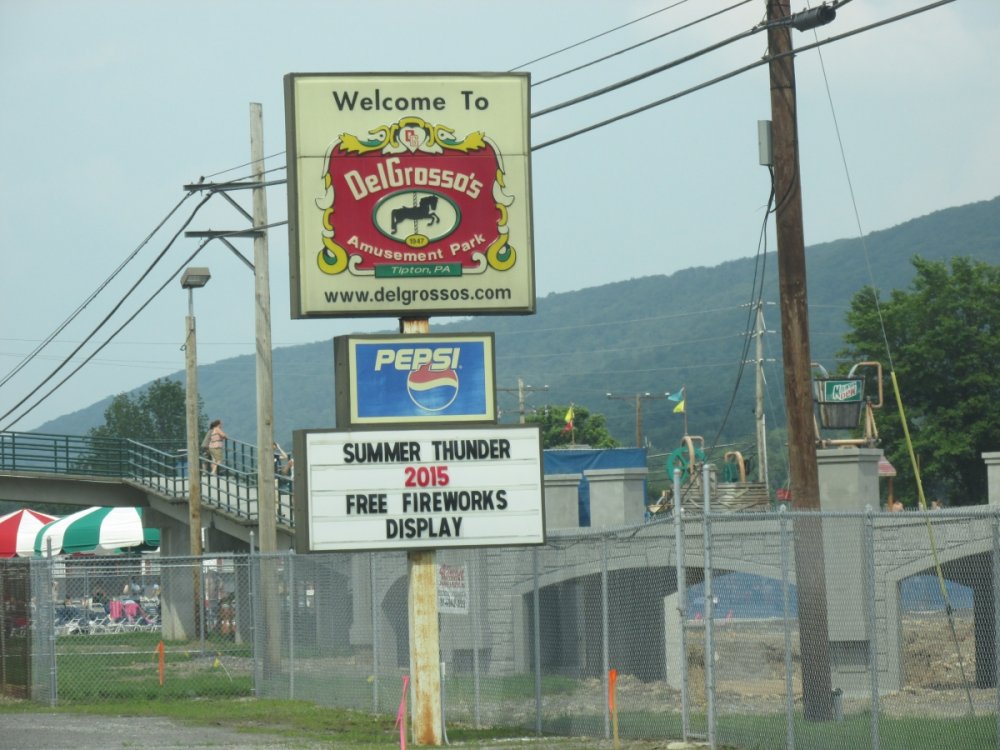 Welcome To
DelGrosso's
1947
Amusement Park
Tipton, PA
www.delgrossos.com
PEPSI
SUMMER THUNDER
2015
FREE FIREWORKS
DISPLAY